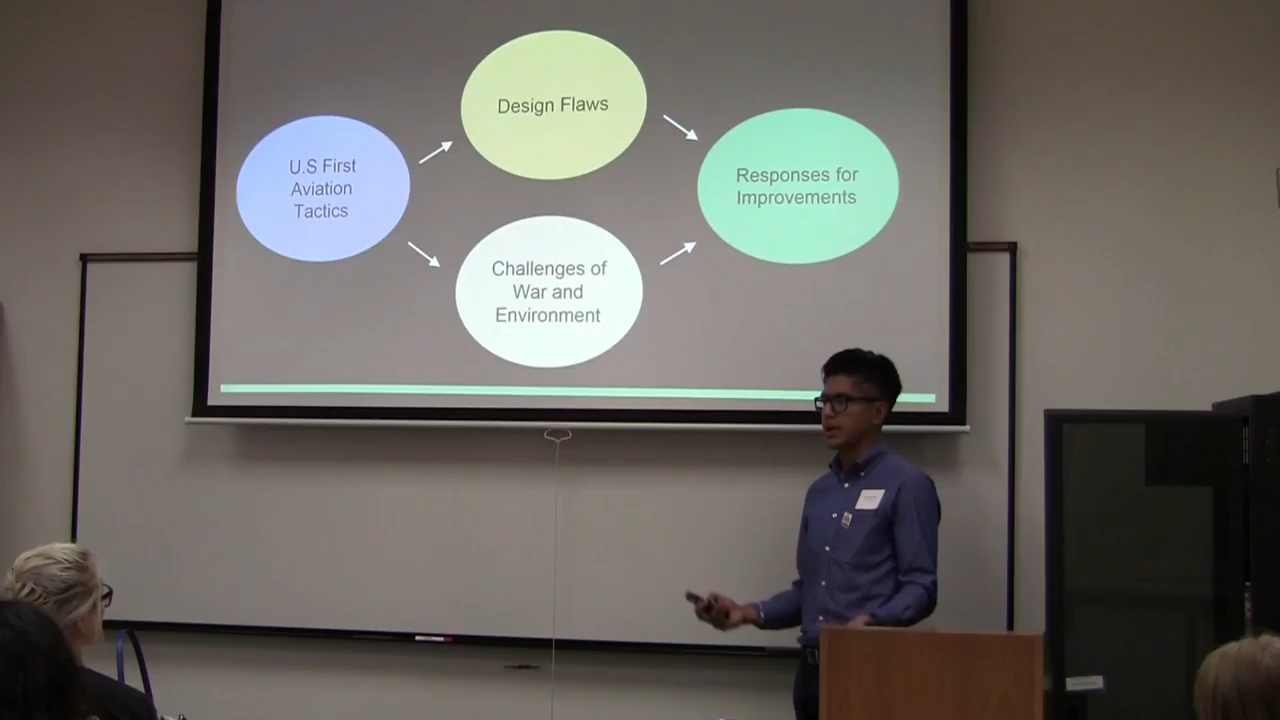 U.S First
Aviation
Tactics
Design Flaws
Challenges of
War and
Environment
Responses for
Improvements